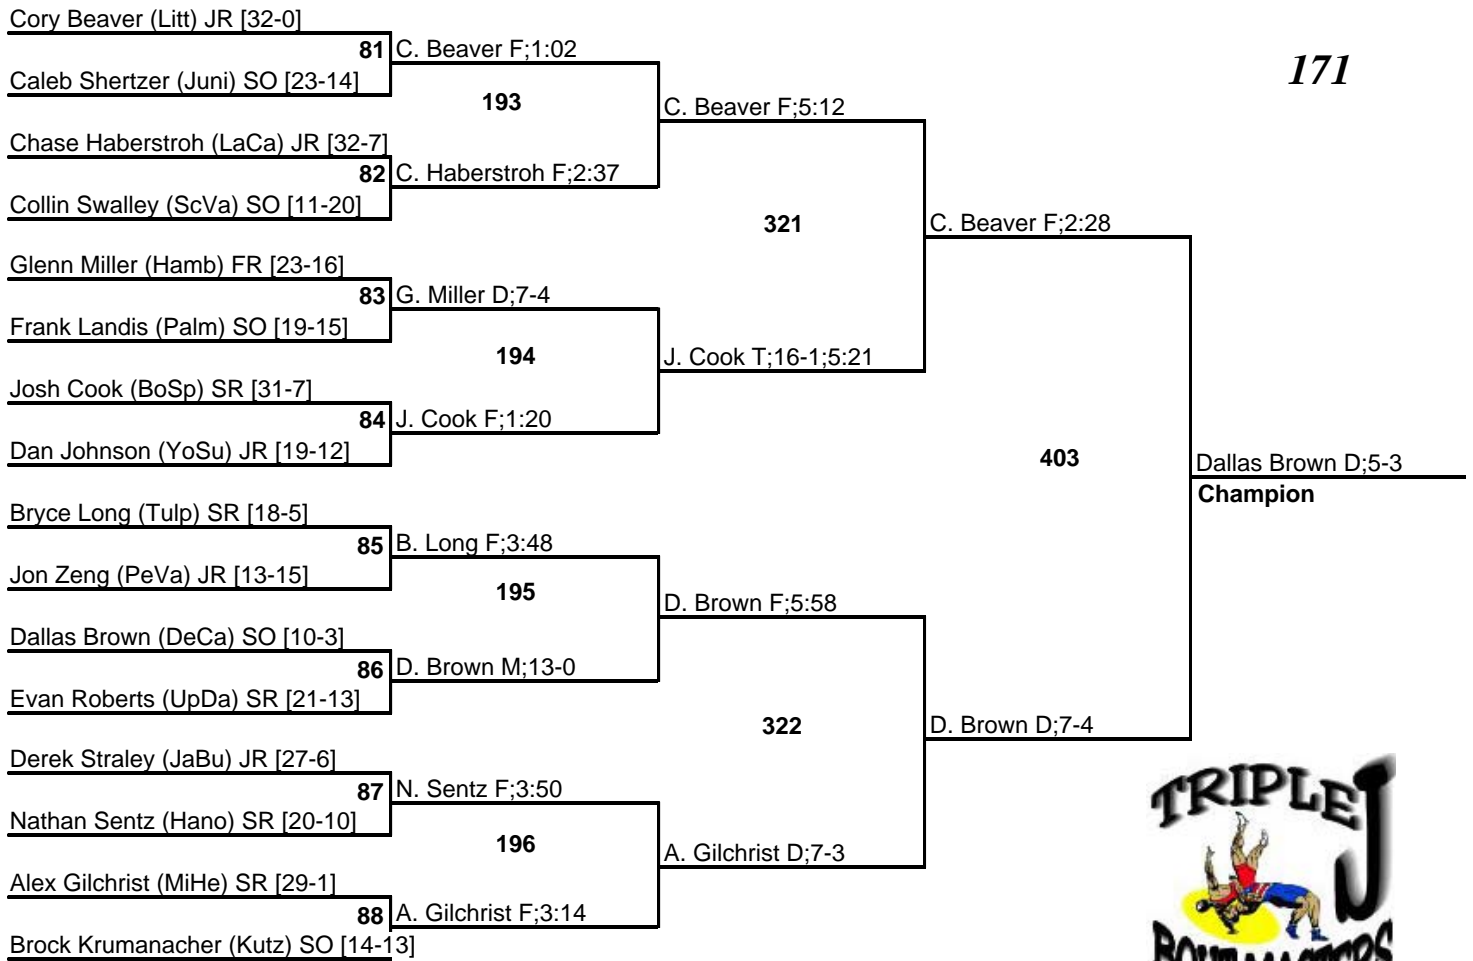 Cory Beaver (Litt) JR [32-0]
81 C. Beaver F;1:02
Caleb Shertzer (Juni) SO [23-14]
171
193
C. Beaver F;5:12
Chase Haberstroh (LaCa) JR [32-7]
82 C. Haberstroh F;2:37
Collin Swalley (ScVa) SO [11-20]
321
C. Beaver F;2:28
Glenn Miller (Hamb) FR [23-16]
83 G. Miller D;7-4
Frank Landis (Palm) SO [19-15]
194
J. Cook T;16-1;5:21
Josh Cook (BoSp) SR [31-7]
84 J. Cook F;1:20
Dan Johnson (YoSu) JR [19-12]
403
Dallas Brown D;5-3
Champion
Bryce Long (Tulp) SR [18-5]
85 B. Long F;3:48
Jon Zeng (PeVa) JR [13-15]
195
D. Brown F;5:58
Dallas Brown (DeCa) SO [10-3]
86 D. Brown M;13-0
Evan Roberts (UpDa) SR [21-13]
322
D. Brown D;7-4
Derek Straley (JaBu) JR [27-6]
87 N. Sentz F;3:50
Nathan Sentz (Hano) SR [20-10]
196
A. Gilchrist D;7-3
Alex Gilchrist (MiHe) SR [29-1]
88 A. Gilchrist F;3:14
Brock Krumanacher (Kutz) SO [14-13]
TRIPLE J
BOUT MASTERS